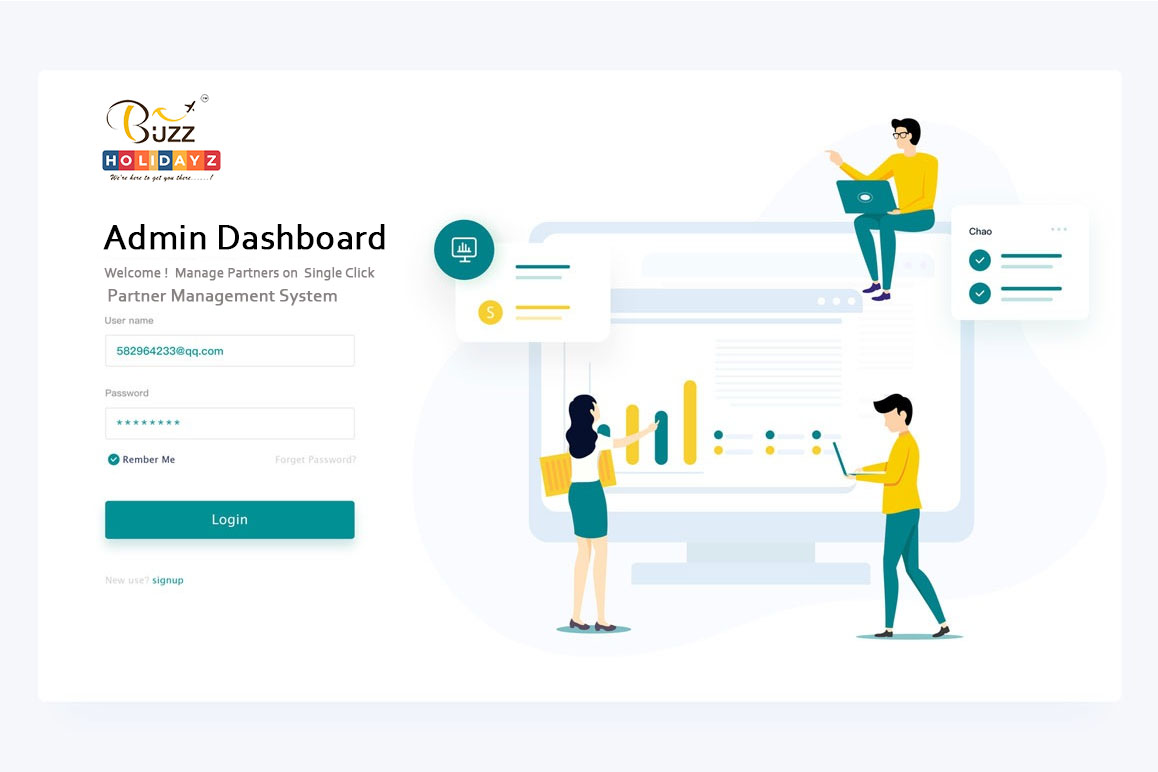 Buzz
TM
HOLIDAYZ
We're here to get you there......!
Admin Dashboard
Welcome ! Manage Partners on Single Click
Partner Management System
User name
582964233@qq.com
Password
********
Rember Me
Forget Password?
Login
New use? signup
S
Chao